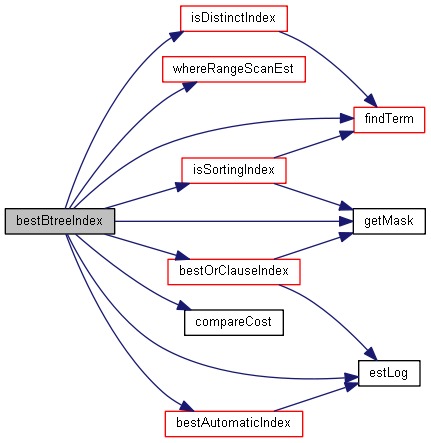 isDistinctIndex
whereRangeScanEst
findTerm
isSortingIndex
bestBtreeIndex
getMask
bestOrClauseIndex
compareCost
estLog
bestAutomaticIndex